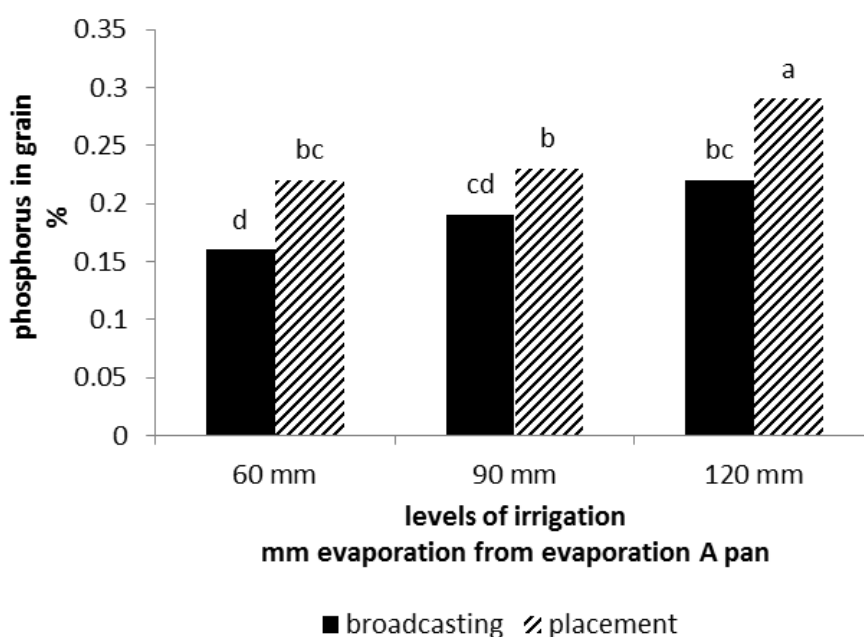 0.35
0.3
0.25
0.2
0.15
0.1
0.05
0
phosphorus in grain
%
d
bc
cd
b
bc
a
60 mm
90 mm
120 mm
levels of irrigation
mm evaporation from evaporation A pan
broadcasting placement